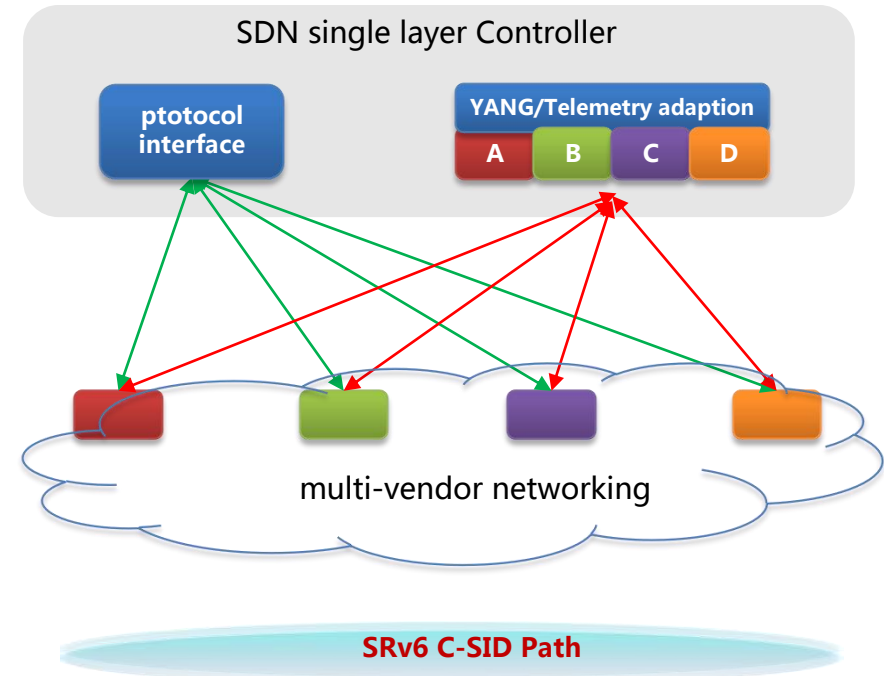 SDN single layer Controller
ptotocol
interface
YANG/Telemetry adaption
A B C D
multi-vendor networking
SRv6 C-SID Path